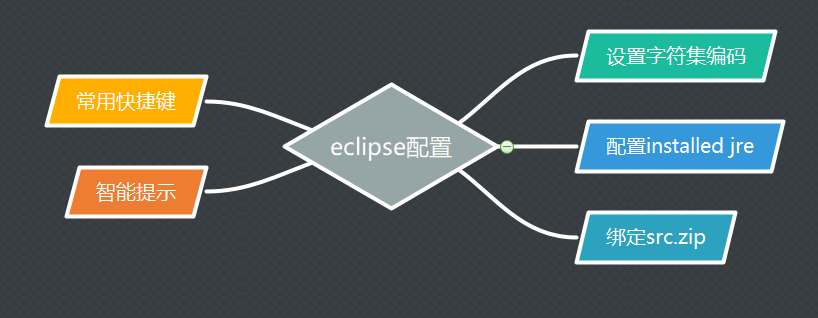 设置字符集编码
常用快捷键
eclipse配置
配置installed jre
智能提示
绑定src.zip